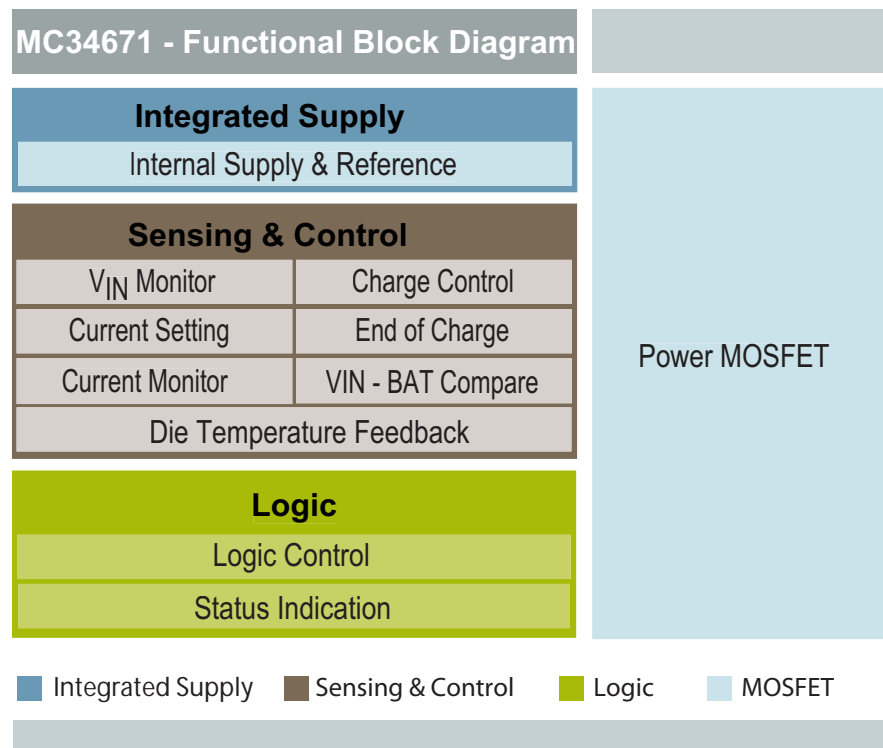 MC34671 - Functional Block Diagram
Integrated Supply
Internal Supply & Reference
Sensing & Control
VIN Monitor
Charge Control
Current Setting
End of Charge
Current Monitor
VIN - BAT Compare
Die Temperature Feedback
Logic
Logic Control
Status Indication
Power MOSFET
Integrated Supply
Sensing & Control
Logic
MOSFET